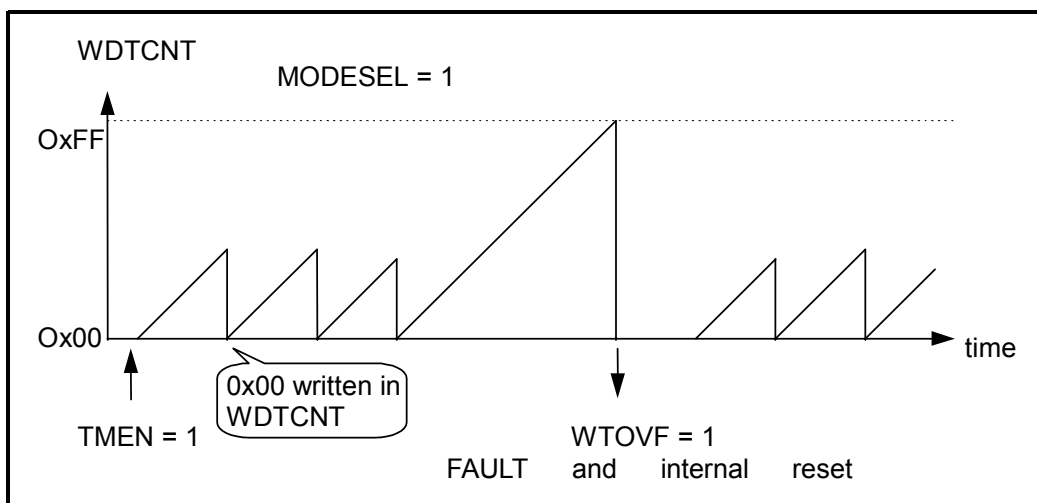 WDTCNT
MODESEL = 1
OxFF
Ox00
time
0x00 written in
WDTCNT
TMEN = 1
WTOVF = 1
FAULT and internal reset